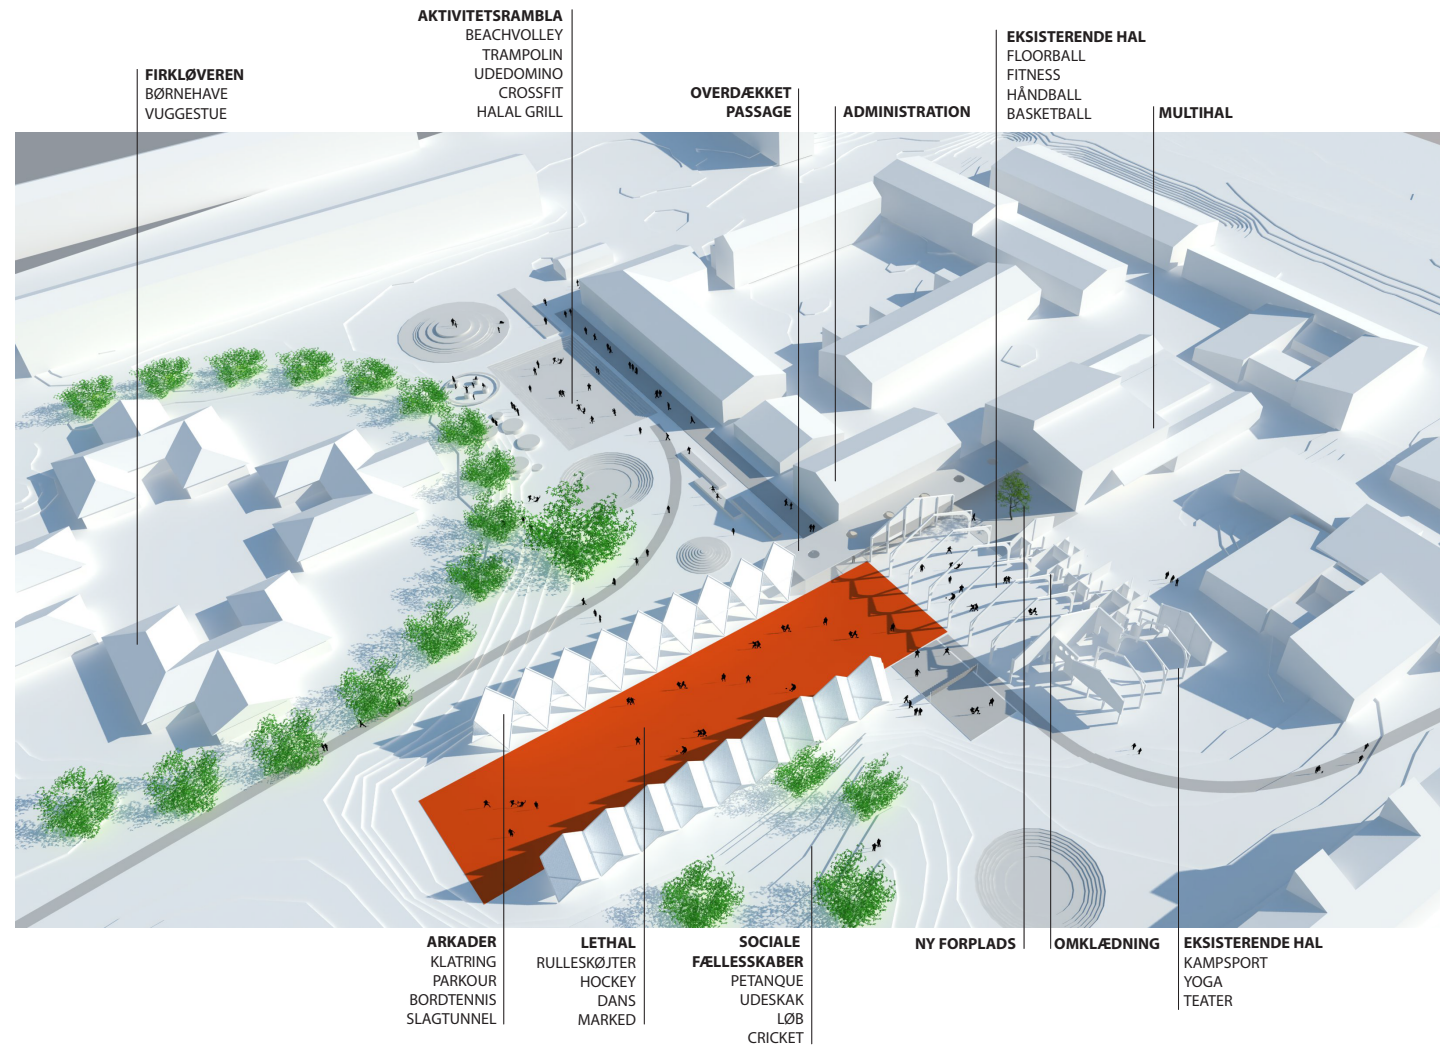 AKTIVITETSRAMBLA
BEACHVOLLEY
TRAMPOLIN
UDEDOMINO
CROSSFIT
HALAL GRILL
EKSISTERENDE HAL
FLOORBALL
FITNESS
HÅNDBALL
BASKETBALL
FIRKLØVEREN
BØRNEHAVE
VUGGESTUE
OVERDÆKKET
PASSAGE
ADMINISTRATION
MULTIHAL
ARKADER
KLATRING
PARKOUR
BORDTENNIS
SLAGTUNNEL
LETHAL
RULLESKØJTER
HOCKEY
DANS
MARKED
SOCIALE
FÆLLESSKABER
PETANQUE
UDESKAK
LØB
CRICKET
NY FORPLADS
OMKLÆDNING
EKSISTERENDE HAL
KAMPSPORT
YOGA
TEATER